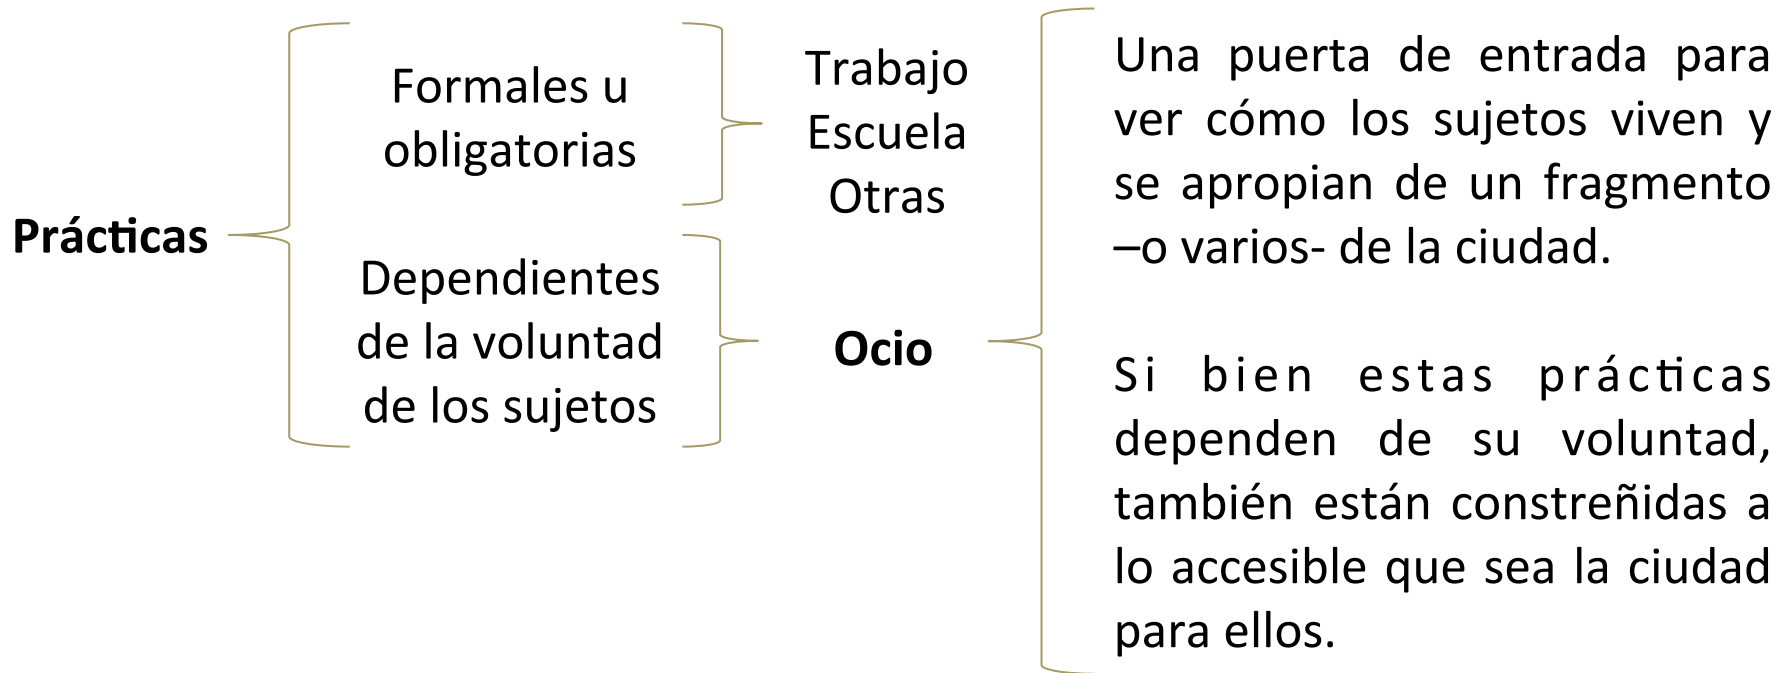 Prácticas
Formales u
obligatorias
Dependientes
de la voluntad
de los sujetos
Trabajo
Escuela
Otras
Ocio
Una puerta de entrada para
ver cómo los sujetos viven y
se apropian de un fragmento
–o varios- de la ciudad.
Si bien estas prácticas
dependen de su voluntad,
también están constreñidas a
lo accesible que sea la ciudad
para ellos.